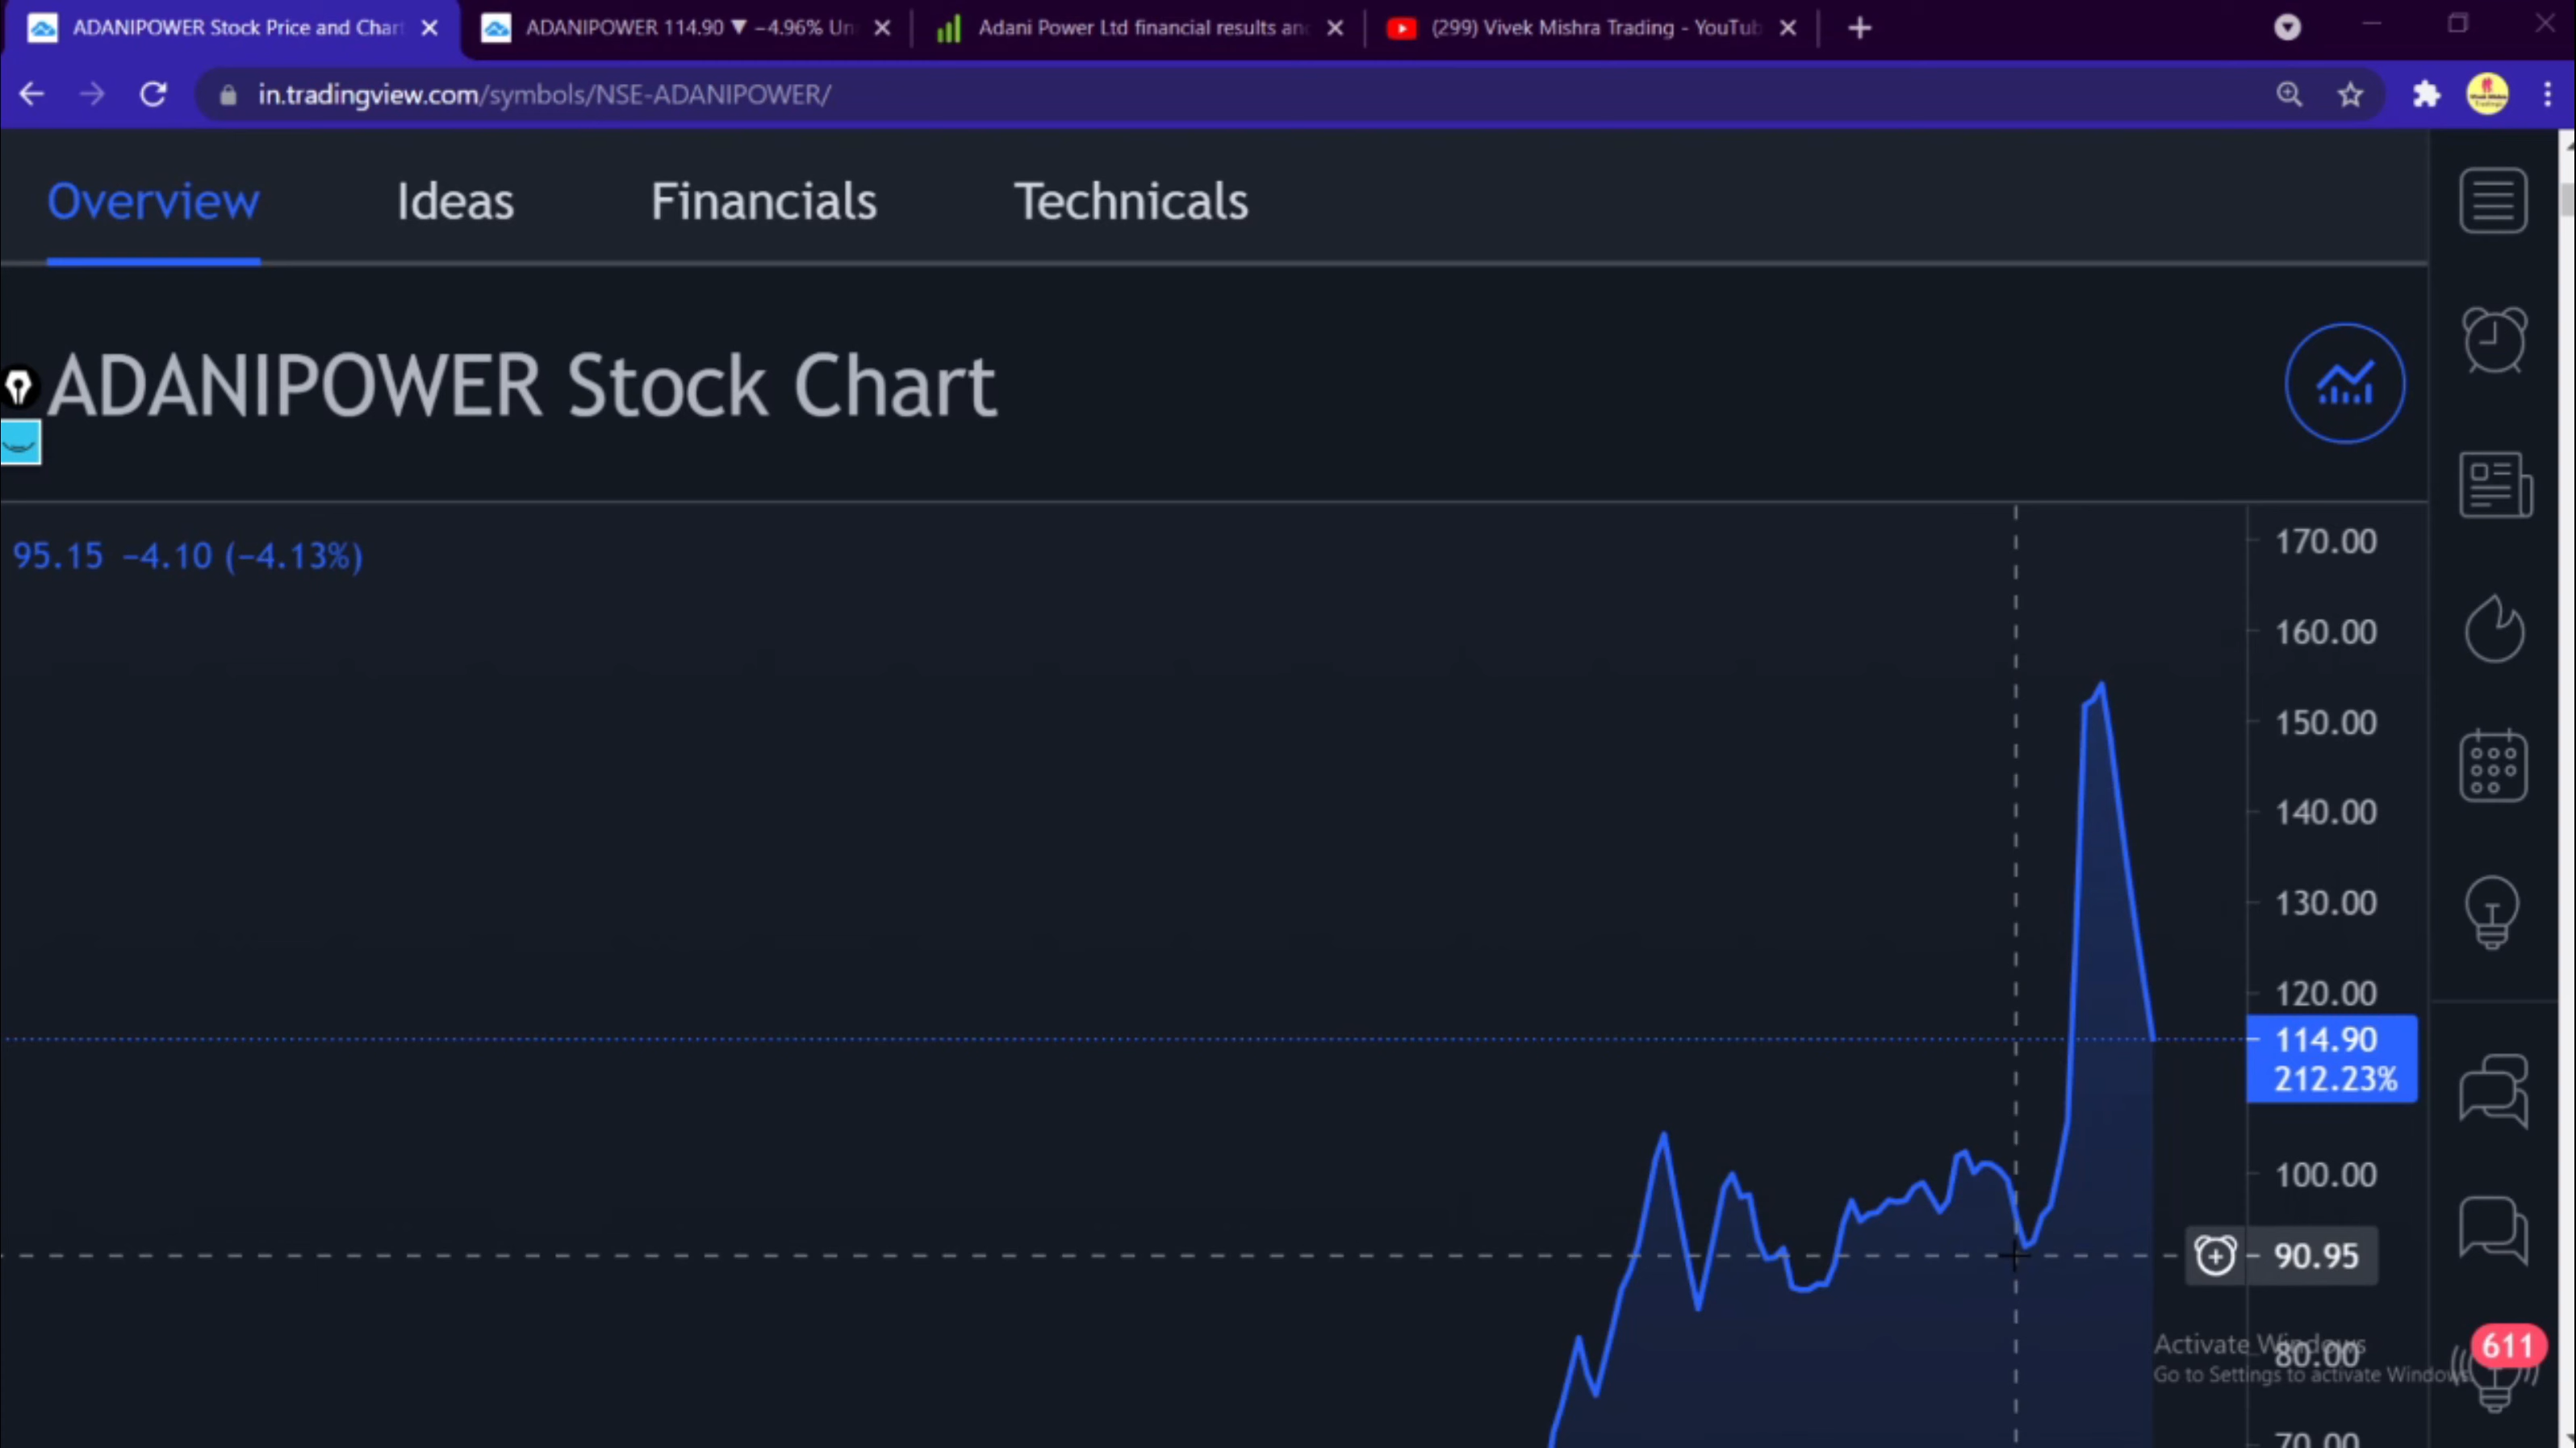 ADANIPOWER Stock Price and Chart
ADANIPOWER 114.90 ▼ −4.96% Un
Adani Power Ltd financial results an
(299) Vivek Mishra Trading - YouTub
in.tradingview.com/symbols/NSE-ADANIPOWER/
Overview
Ideas
Financials
Technicals
ADANIPOWER Stock Chart
95.15 −4.10 (−4.13%)
170.00
160.00
150.00
140.00
130.00
120.00
114.90
212.23%
100.00
90.95
80.00
70.00
Activate Windows
Go to Settings to activate Windows
611